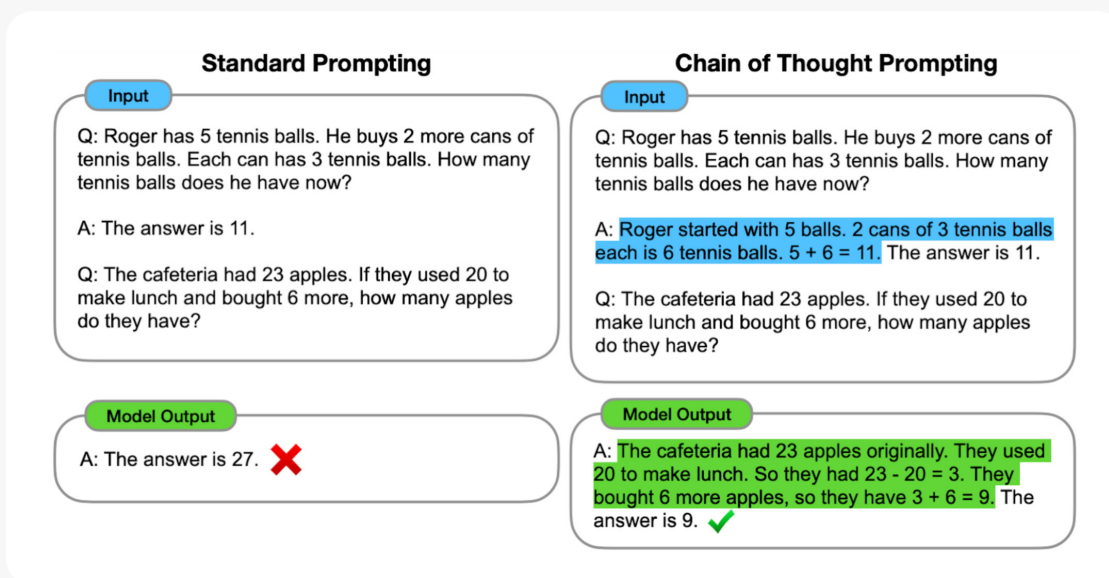 Standard Prompting
Input
Q: Roger has 5 tennis balls. He buys 2 more cans of
tennis balls. Each can has 3 tennis balls. How many
tennis balls does he have now?
A: The answer is 11.
Q: The cafeteria had 23 apples. If they used 20 to
make lunch and bought 6 more, how many apples
do they have?
Model Output
A: The answer is 27.
Chain of Thought Prompting
Input
Q: Roger has 5 tennis balls. He buys 2 more cans of
tennis balls. Each can has 3 tennis balls. How many
tennis balls does he have now?
A: Roger started with 5 balls. 2 cans of 3 tennis balls
each is 6 tennis balls. 5 + 6 = 11. The answer is 11.
Q: The cafeteria had 23 apples. If they used 20 to
make lunch and bought 6 more, how many apples
do they have?
Model Output
A: The cafeteria had 23 apples originally. They used
20 to make lunch. So they had 23 - 20 = 3. They
bought 6 more apples, so they have 3 + 6 = 9. The
answer is 9.